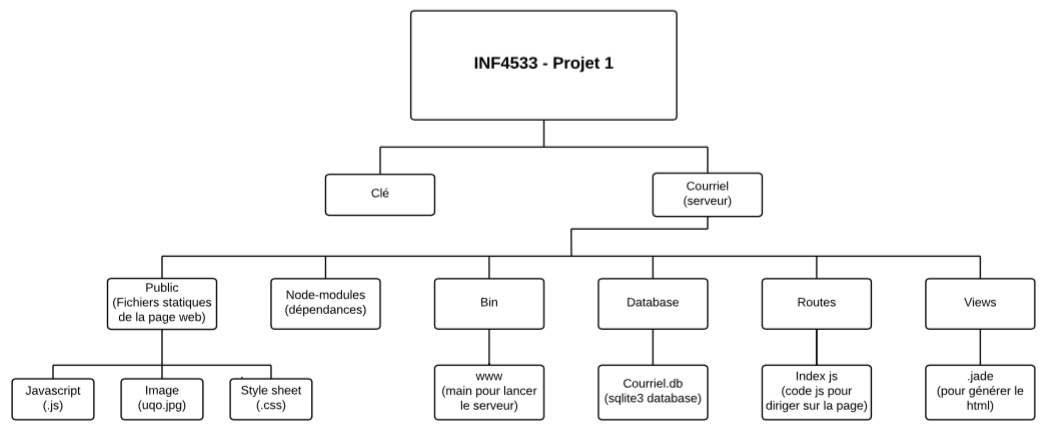 INF4533 - Projet 1
Clé
Courriel
(serveur)
Public
(Fichiers statiques
de la page web)
Node-modules
(dépendances)
Bin
Database
Routes
Views
Javascript
(.js)
Image
(uqo.jpg)
Style sheet
(.css)
www
(main pour lancer
le serveur)
Courriel.db
(sqlite3 database)
Index js
(code js pour
diriger sur la page)
.jade
(pour générer le
html)